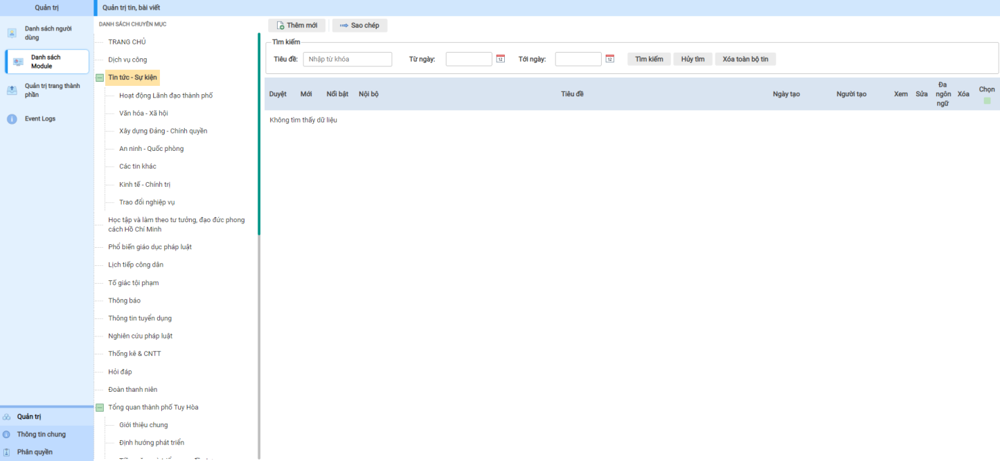 Quản trị
Danh sách người
dùng
Danh sách
Module
Quản trị trang thành
phần
Event Logs
Quản trị
Thông tin chung
Phân quyền
Quản trị tin, bài viết
DANH SÁCH CHUYÊN MỤC
TRANG CHỦ
Dịch vụ công
Tin tức - Sự kiện
Hoạt động Lãnh đạo thành phố
Văn hóa - Xã hội
Xây dựng Đảng - Chính quyền
An ninh - Quốc phòng
Các tin khác
Kinh tế - Chính trị
Trao đổi nghiệp vụ
Học tập và làm theo tư tưởng, đạo đức phong
cách Hồ Chí Minh
Phổ biến giáo dục pháp luật
Lịch tiếp công dân
Tố giác tội phạm
Thông báo
Thông tin tuyển dụng
Nghiên cứu pháp luật
Thống kê & CNTT
Hỏi đáp
Đoàn thanh niên
Tổng quan thành phố Tuy Hòa
Giới thiệu chung
Định hướng phát triển
Thêm mới Sao chép
Tìm kiếm
Tiêu đề: Nhập từ khóa Từ ngày: 12 Tới ngày: 12 Tìm kiếm Hủy tìm Xóa toàn bộ tin
Duyệt Mới Nổi bật Nội bộ Tiêu đề Ngày tạo Người tạo Xem Sửa Đa ngôn ngữ Xóa Chọn
Không tìm thấy dữ liệu